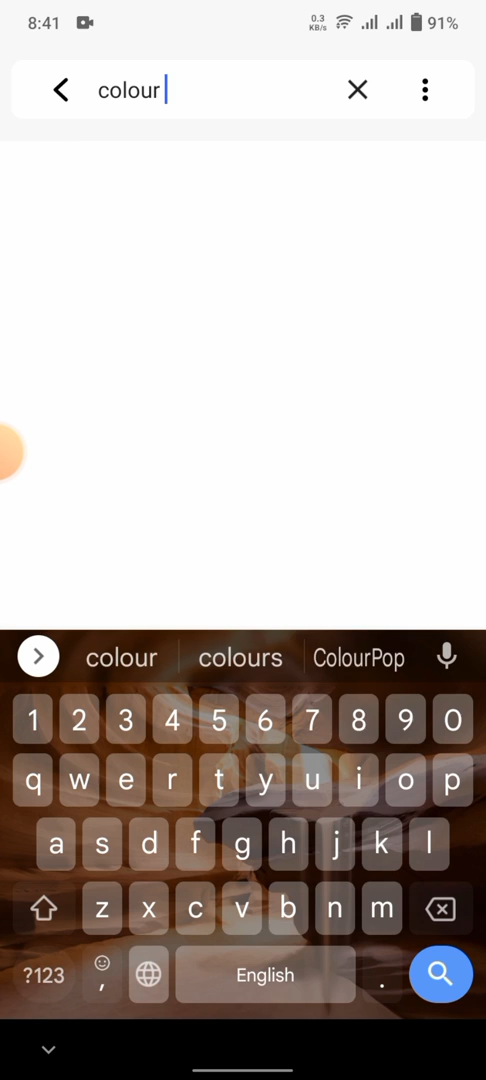 8:41 0.3 KB/s 91%
colour
colour colours ColourPop
1 2 3 4 5 6 7 8 9 0
q w e r t y u i o p
a s d f g h j k l
z x c v b n m
?123 , English .